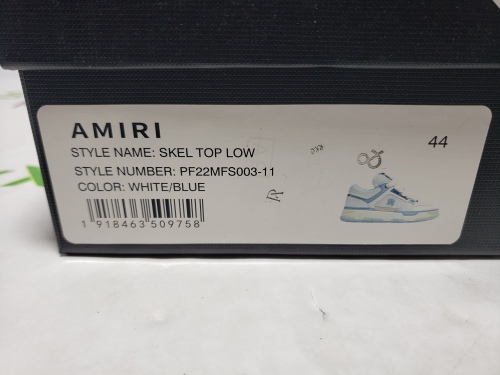 AMIRI
44
STYLE NAME: SKEL TOP LOW
STYLE NUMBER: PF22MFS003-11
COLOR: WHITE/BLUE
1 918463 509758